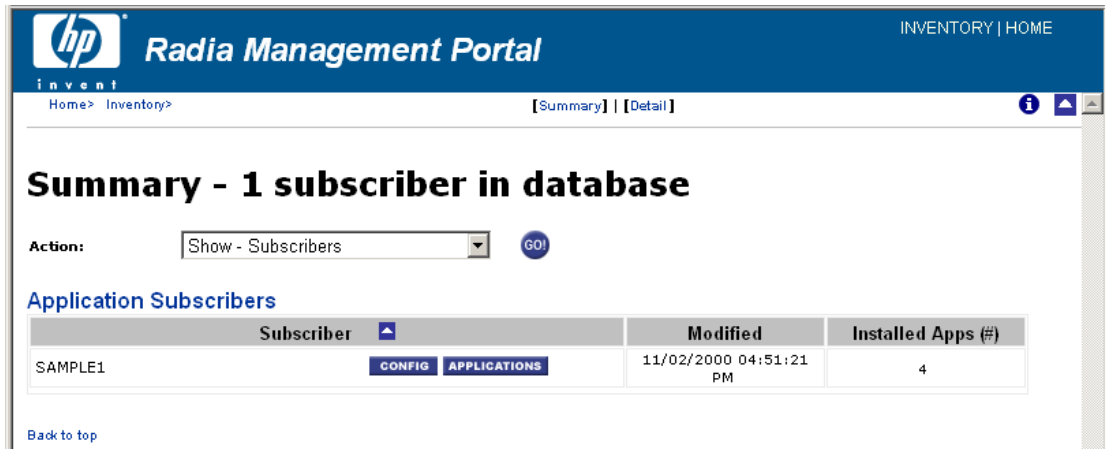 hp
invent
Radia Management Portal
INVENTORY | HOME
Home> Inventory>
[Summary] | [Detail]
i
Summary - 1 subscriber in database
Action:
Show - Subscribers
GO!
Application Subscribers
Subscriber
Modified
Installed Apps (#)
SAMPLE1
CONFIG
APPLICATIONS
11/02/2000 04:51:21
PM
4
Back to top